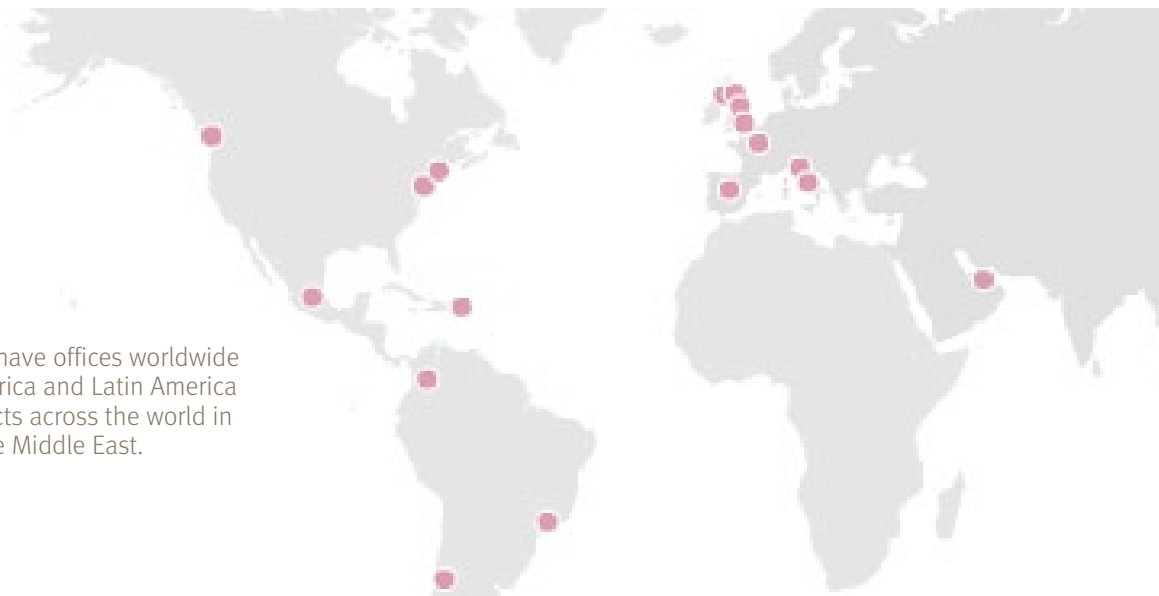 have offices worldwide
rica and Latin America
cts across the world in
e Middle East.